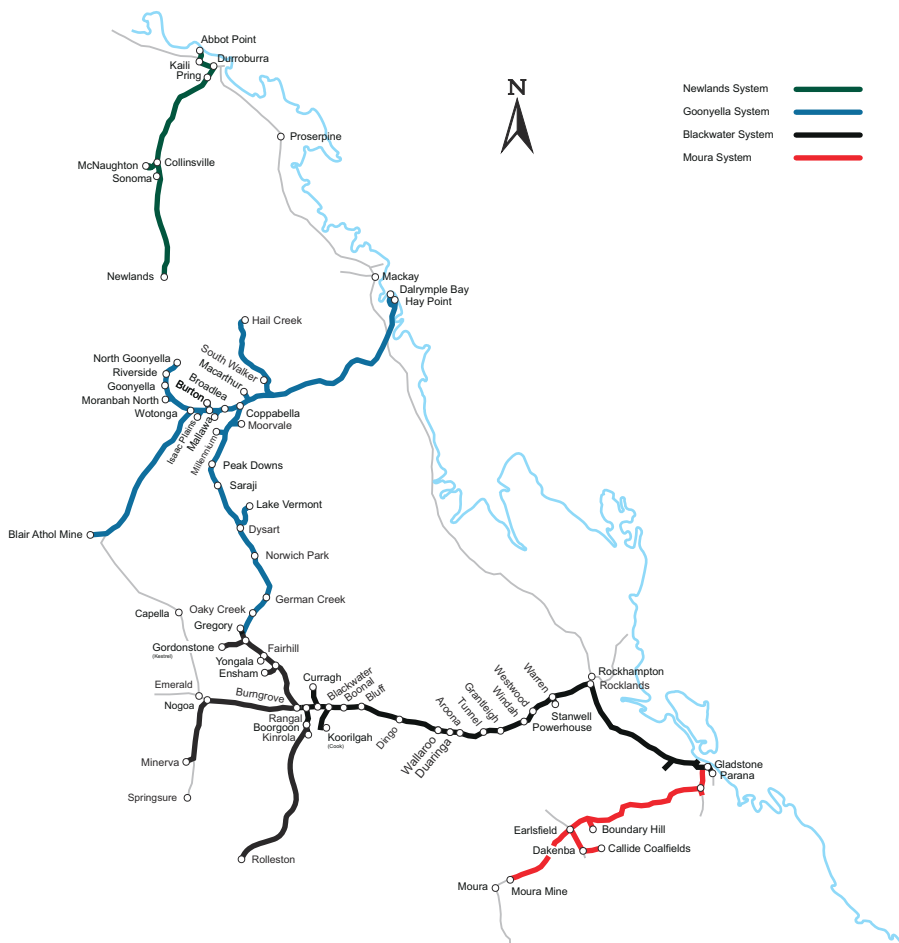 Abbot Point
Durroburra
Kaili
Pring
N
Newlands System
Goonyella System
Blackwater System
Moura System
Proserpine
McNaughton
Collinsville
Sonoma
Newlands
Mackay
Dalrymple Bay
Hay Point
Hail Creek
South Walker
Macarthur
Broadlea
Burton
North Goonyella
Riverside
Goonyella
Moranbah North
Wotonga
Isaac Plains
Mallawa
Millennium
Coppabella
Moorvale
Peak Downs
Saraji
Lake Vermont
Dysart
Blair Athol Mine
Norwich Park
German Creek
Oaky Creek
Capella
Gregory
Gordonstone
(Kestrel)
Fairhill
Yongala
Ensham
Emerald
Nogoa
Burngrove
Curragh
Rangal
Boorgoon
Kinrola
Blackwater
Boonal
Bluff
Koorilgah
(Cook)
Dingo
Wallaroo
Duaringa
Aroona
Tunnel
Grantleigh
Windah
Westwood
Warren
Stanwell
Powerhouse
Rockhampton
Rocklands
Minerva
Springsure
Rolleston
Gladstone
Parana
Earlsfield
Boundary Hill
Dakenba
Callide Coalfields
Moura
Moura Mine